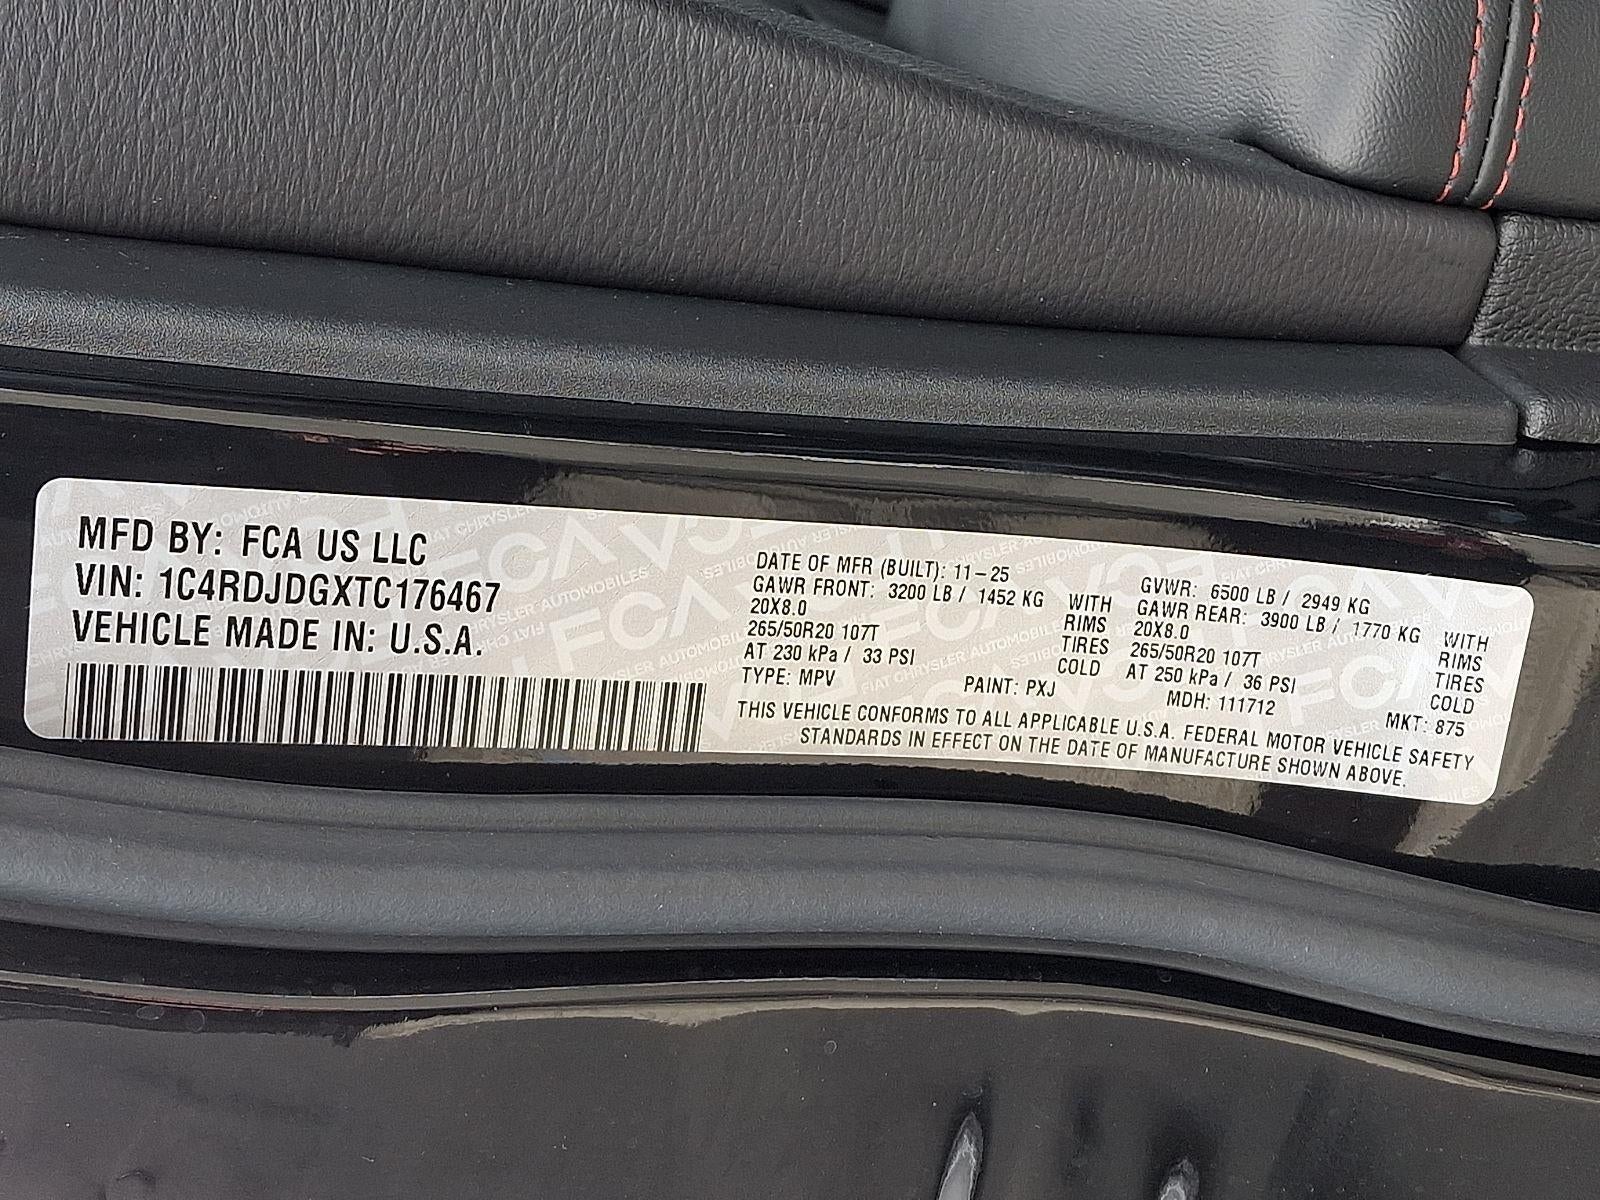 MFD BY: FCA US LLC
VIN: 1C4RDJDGXTC176467
VEHICLE MADE IN: U.S.A.
DATE OF MFR (BUILT): 11-25
GAWR FRONT: 3200 LB / 1452 KG WITH
20X8.0 RIMS
265/50R20 107T TIRES
AT 230 kPa / 33 PSI COLD
TYPE: MPV PAINT: PXJ
GVWR: 6500 LB / 2949 KG
GAWR REAR: 3900 LB / 1770 KG WITH
20X8.0 RIMS
265/50R20 107T TIRES
AT 250 kPa / 36 PSI COLD
MDH: 111712 MKT: 875
THIS VEHICLE CONFORMS TO ALL APPLICABLE U.S.A. FEDERAL MOTOR VEHICLE SAFETY
STANDARDS IN EFFECT ON THE DATE OF MANUFACTURE SHOWN ABOVE.